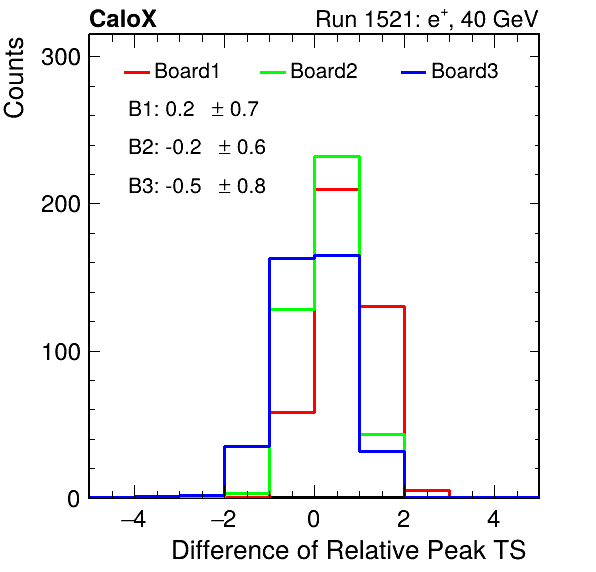 CaloX Run 1521: e⁺, 40 GeV
Counts
300
200
100
0
Board1 Board2 Board3
B1: 0.2 ± 0.7
B2: -0.2 ± 0.6
B3: -0.5 ± 0.8
−4 −2 0 2 4
Difference of Relative Peak TS